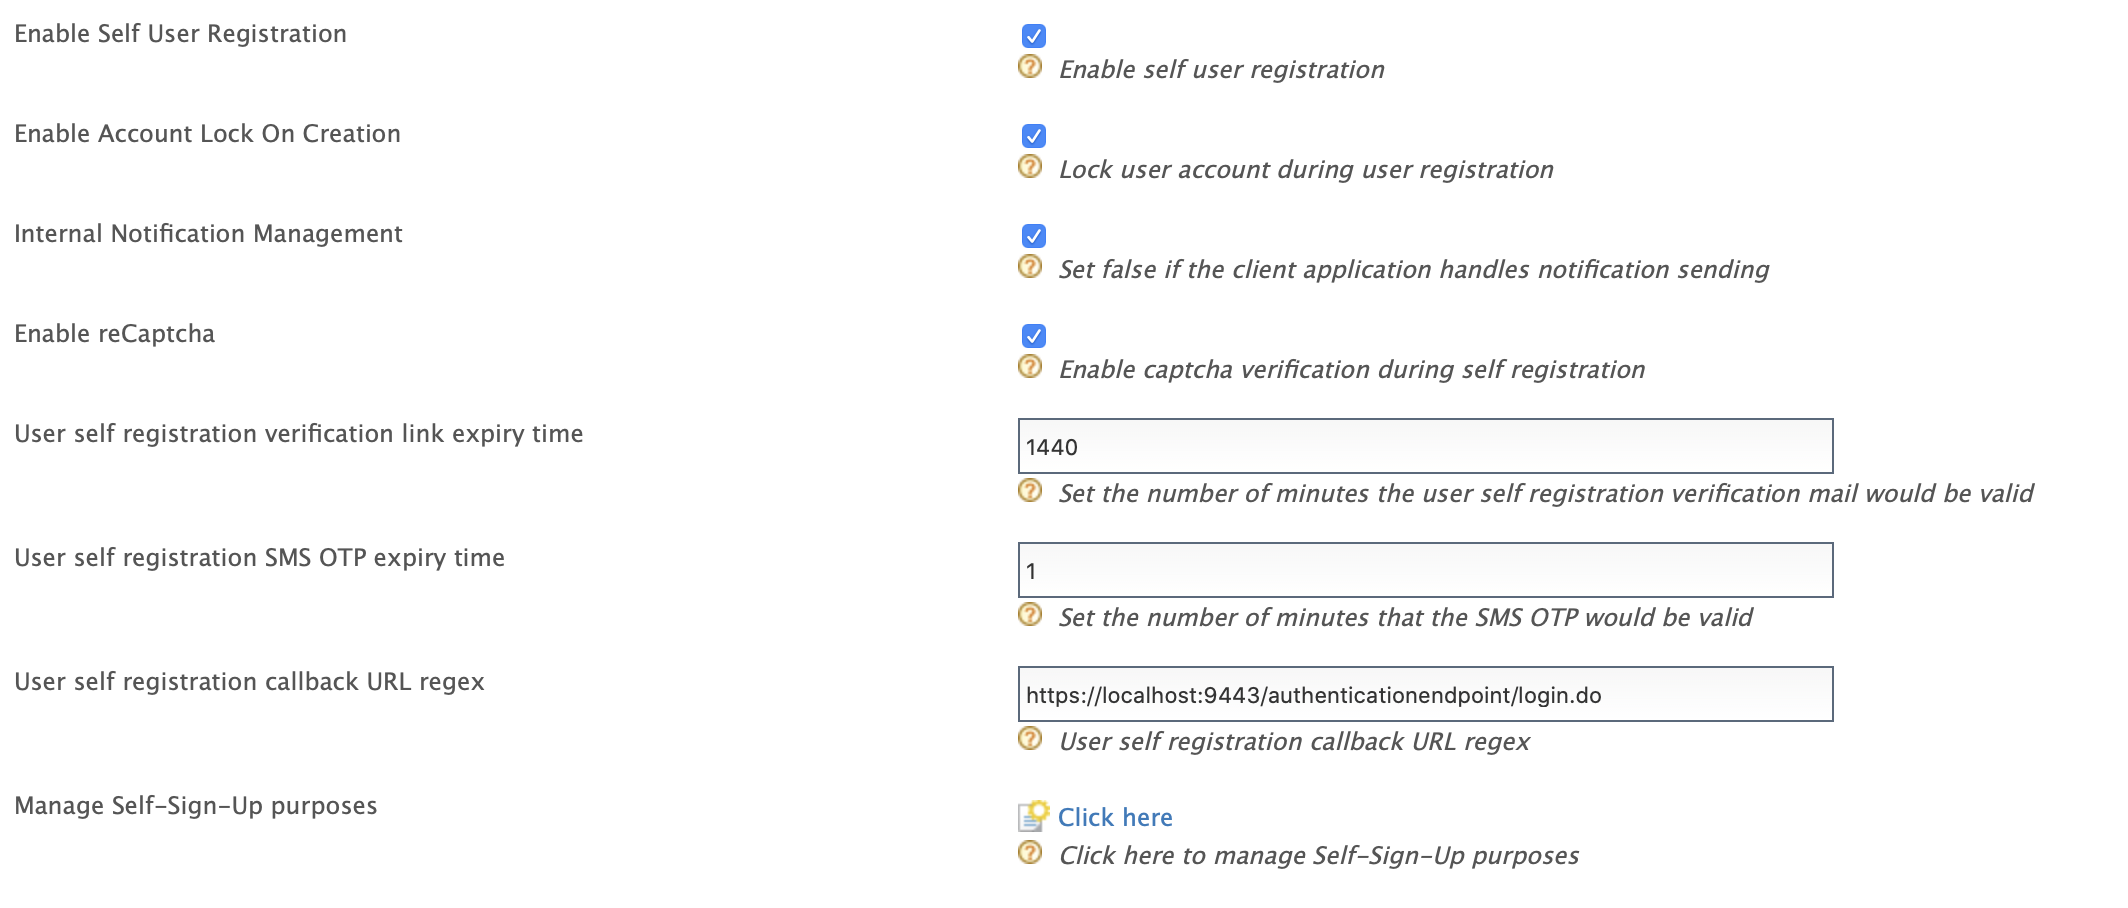 Enable Self User Registration
Enable self user registration
Enable Account Lock On Creation
Lock user account during user registration
Internal Notification Management
Set false if the client application handles notification sending
Enable reCaptcha
Enable captcha verification during self registration
User self registration verification link expiry time
1440
Set the number of minutes the user self registration verification mail would be valid
User self registration SMS OTP expiry time
1
Set the number of minutes that the SMS OTP would be valid
User self registration callback URL regex
https://localhost:9443/authenticationendpoint/login.do
User self registration callback URL regex
Manage Self-Sign-Up purposes
Click here
Click here to manage Self-Sign-Up purposes